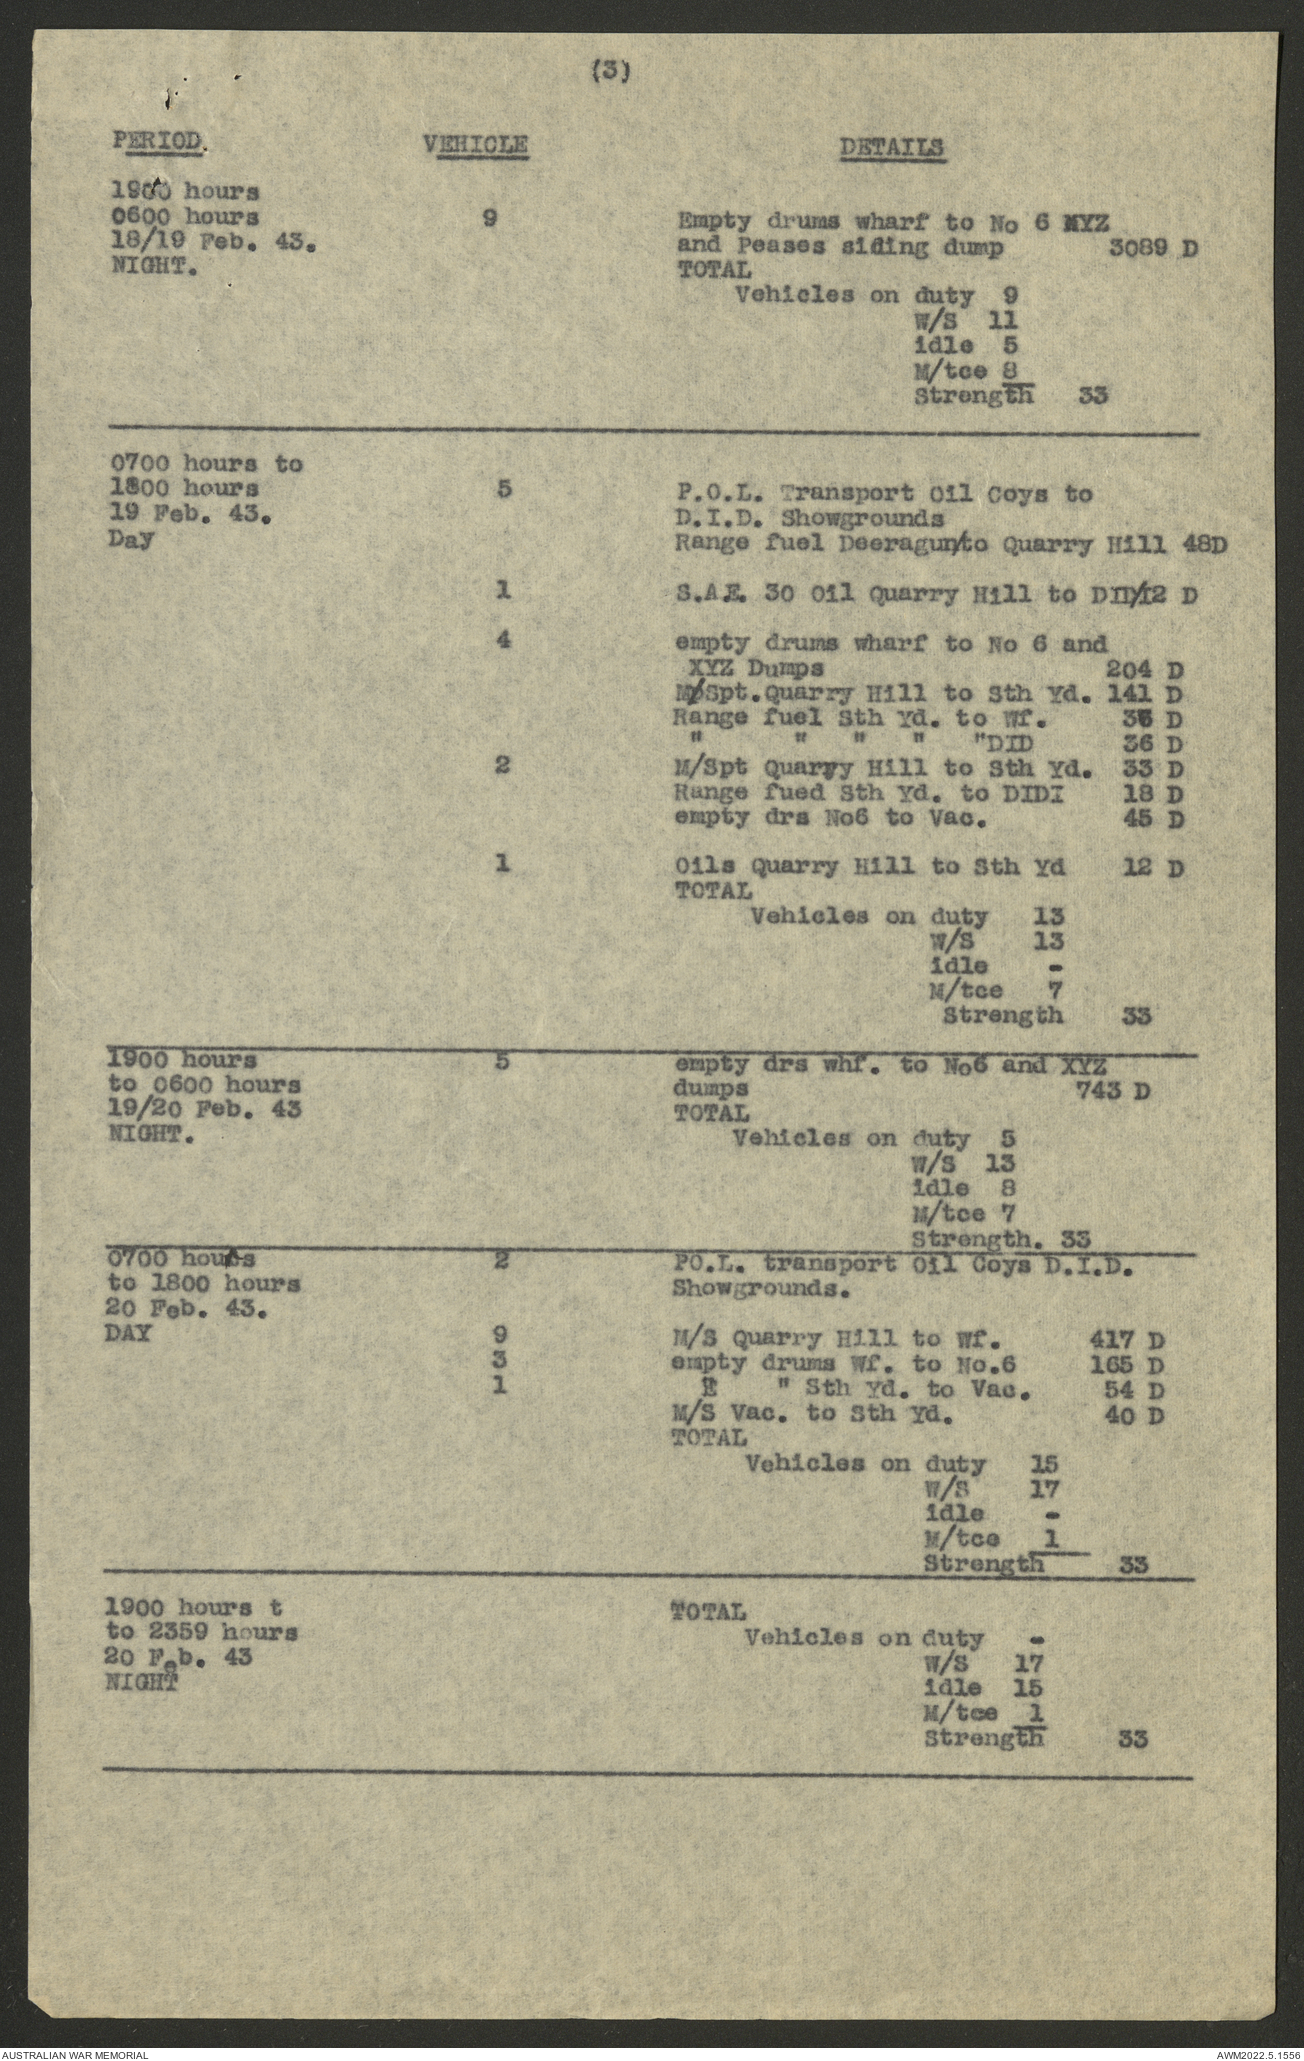 (3)
PERIOD. VEHICLE DETAILS
1900 hours
0600 hours 9 Empty drums wharf to No 6 XYZ
18/19 Feb. 43. and Peases siding dump 3089 D
NIGHT. TOTAL
Vehicles on duty 9
W/S 11
idle 5
M/tce 8
Strength 33
0700 hours to
1800 hours 5 P.O.L. Transport Oil Coys to
19 Feb. 43. D.I.D. Showgrounds
Day Range fuel Deeragun/to Quarry Hill 48D
1 S.A.E. 30 Oil Quarry Hill to DID/12 D
4 empty drums wharf to No 6 and
XYZ Dumps 204 D
M/Spt. Quarry Hill to Sth Yd. 141 D
Range fuel Sth Yd. to Wf. D
" " " " "DID 36 D
2 M/Spt Quarry Hill to Sth Yd. 33 D
Range fued Sth Yd. to DIDI 18 D
empty drs No6 to Vac. 45 D
1 Oils Quarry Hill to Sth Yd 12 D
TOTAL
Vehicles on duty 13
W/S 13
idle -
M/tce 7
Strength 33
1900 hours 5 empty drs whf. to No6 and XYZ
to 0600 hours dumps 743 D
19/20 Feb. 43 TOTAL
NIGHT. Vehicles on duty 5
W/S 13
idle 8
M/tce 7
Strength. 33
0700 hours 2 PO.L. transport Oil Coys D.I.D.
to 1800 hours Showgrounds.
20 Feb. 43.
DAY 9 M/S Quarry Hill to Wf. 417 D
3 empty drums Wf. to No.6 165 D
1 " " Sth Yd. to Vac. 54 D
M/S Vac. to Sth Yd. 40 D
TOTAL
Vehicles on duty 15
W/S 17
idle -
M/tce 1
Strength 33
1900 hours t TOTAL
to 2359 hours Vehicles on duty -
20 Feb. 43 W/S 17
NIGHT idle 15
M/tce 1
Strength 33
AUSTRALIAN WAR MEMORIAL AWM2022.5.1556